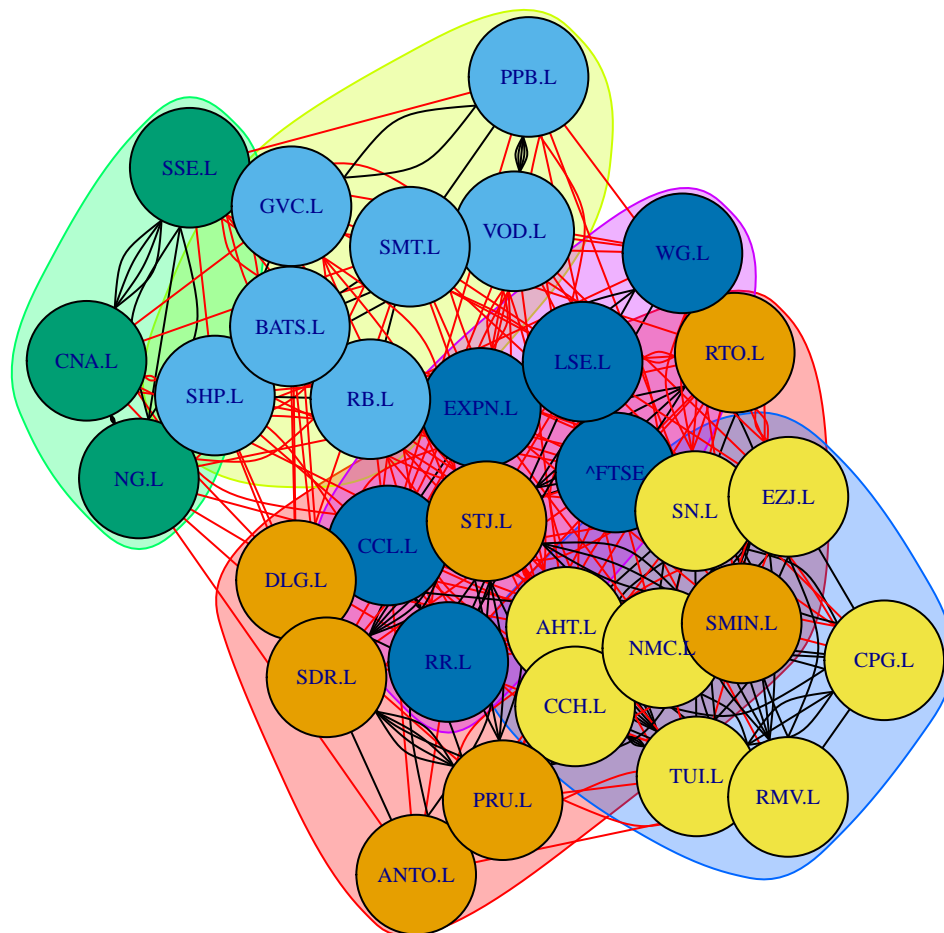 PPB.L
SSE.L
GVC.L
SMT.L
VOD.L
WG.L
BATS.L
CNA.L
LSE.L
RTO.L
SHP.L
RB.L
EXPN.L
NG.L
^FTSE
SN.L
EZJ.L
STJ.L
CCL.L
DLG.L
AHT.L
NMC.L
SMIN.L
SDR.L
RR.L
CPG.L
CCH.L
TUI.L
RMV.L
PRU.L
ANTO.L